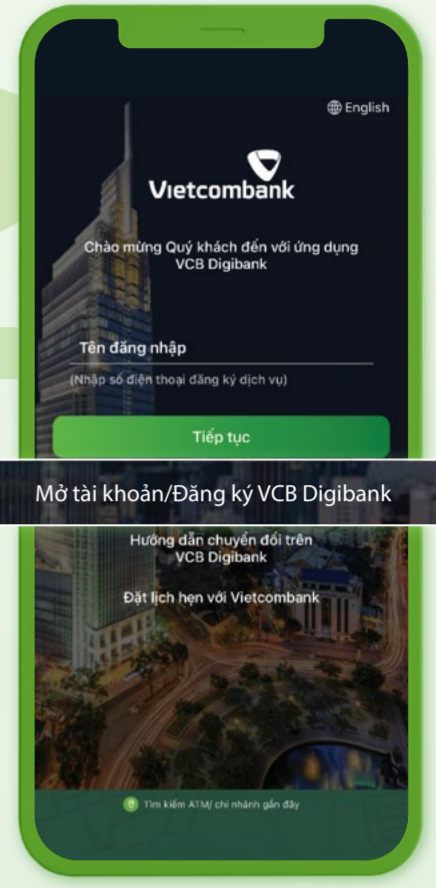 English
Vietcombank
Chào mừng Quý khách đến với ứng dụng
VCB Digibank
Tên đăng nhập
(Nhập số điện thoại đăng ký dịch vụ)
Tiếp tục
Mở tài khoản/Đăng ký VCB Digibank
Hướng dẫn chuyển đổi trên
VCB Digibank
Đặt lịch hẹn với Vietcombank
Tìm kiếm ATM/ chi nhánh gần đây